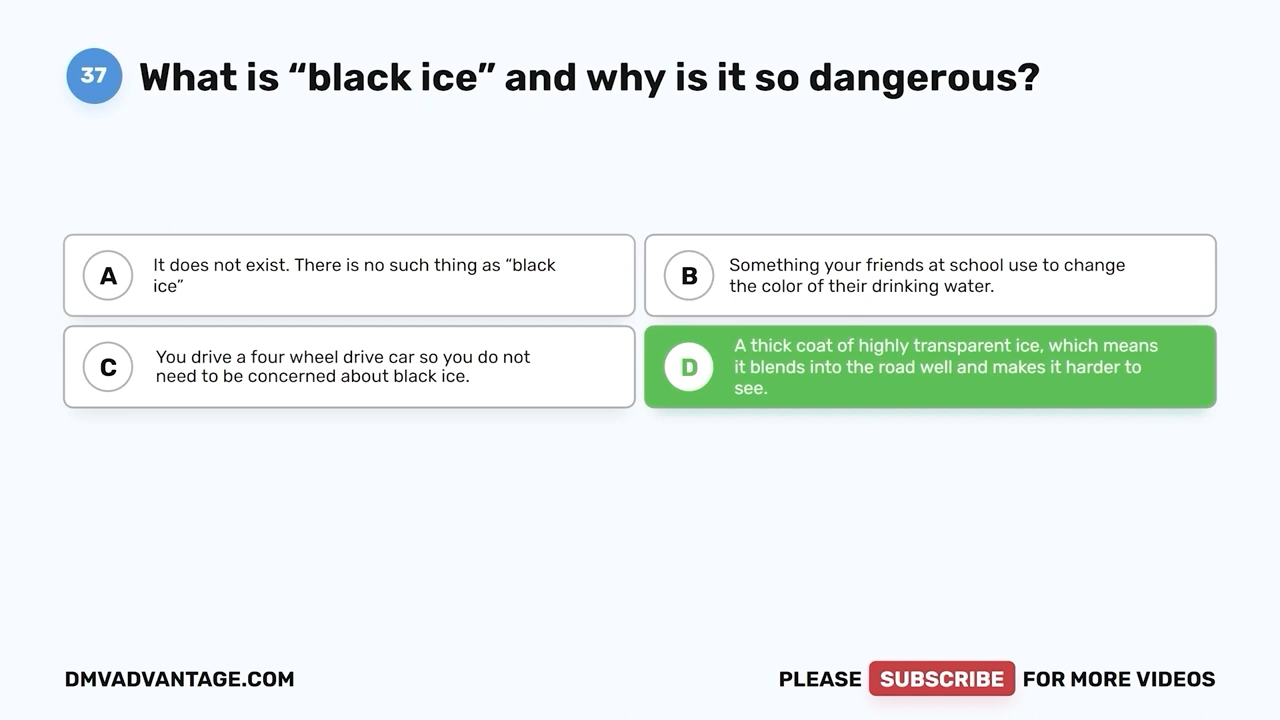 37
What is “black ice” and why is it so dangerous?
A
It does not exist. There is no such thing as “black
ice”
B
Something your friends at school use to change
the color of their drinking water.
C
You drive a four wheel drive car so you do not
need to be concerned about black ice.
D
A thick coat of highly transparent ice, which means
it blends into the road well and makes it harder to
see.
DMVADVANTAGE.COM
PLEASE SUBSCRIBE FOR MORE VIDEOS